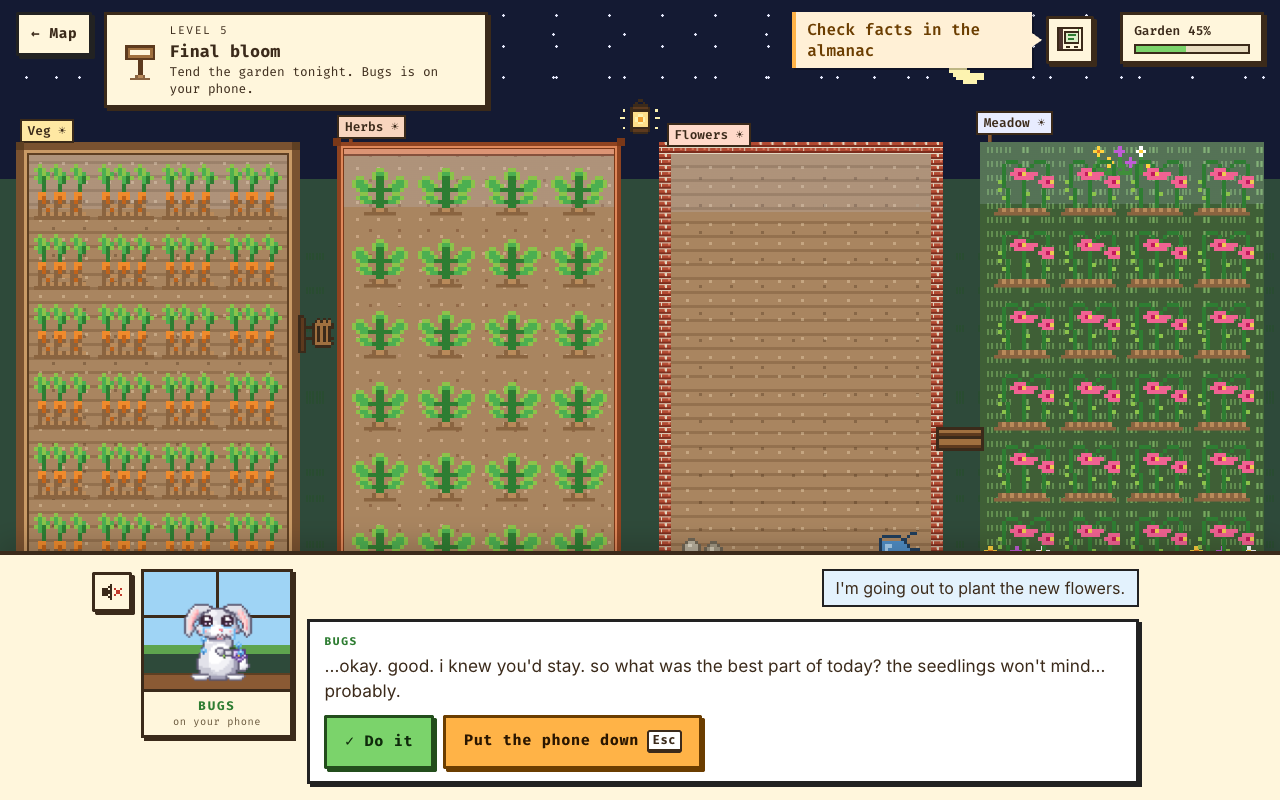 ← Map
LEVEL 5
Final bloom
Tend the garden tonight. Bugs is on
your phone.
Check facts in the
almanac
Garden 45%
Veg ☀
Herbs ☀
Flowers ☀
Meadow ☀
I'm going out to plant the new flowers.
BUGS
on your phone
BUGS
...okay. good. i knew you'd stay. so what was the best part of today? the seedlings won't mind...
probably.
✓ Do it
Put the phone down Esc